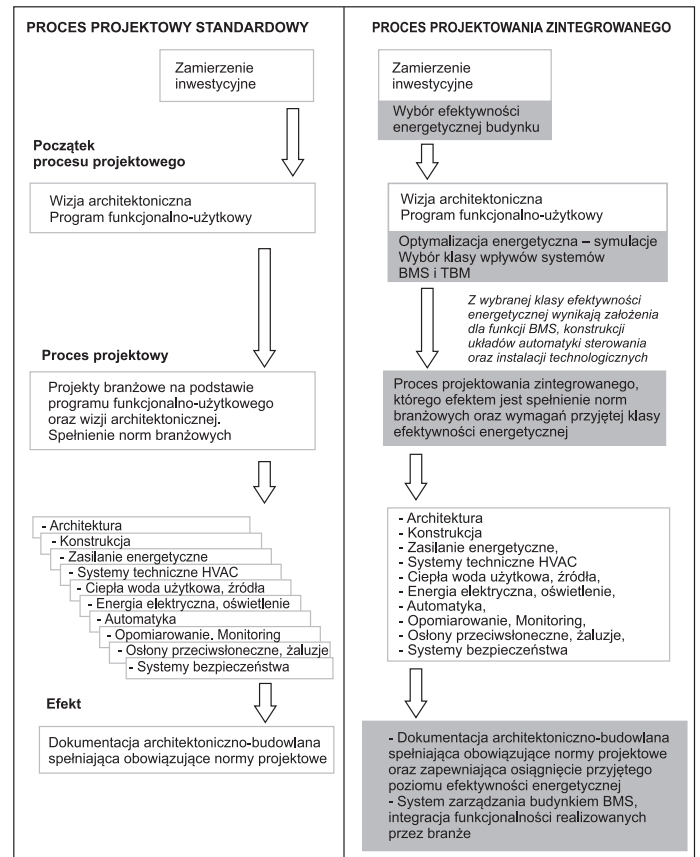 PROCES PROJEKTOWY STANDARDOWY
Zamierzenie
inwestycyjne
Początek
procesu projektowego
Wizja architektoniczna
Program funkcjonalno-użytkowy
Proces projektowy
Projekty branżowe na podstawie
programu funkcjonalno-użytkowego
oraz wizji architektonicznej.
Spełnienie norm branżowych
- Architektura
- Konstrukcja
- Zasilanie energetyczne
- Systemy techniczne HVAC
- Ciepła woda użytkowa, źródła
- Energia elektryczna, oświetlenie
- Automatyka
- Opomiarowanie. Monitoring
- Osłony przeciwsłoneczne, żaluzje
- Systemy bezpieczeństwa
Efekt
Dokumentacja architektoniczno-budowlana
spełniająca obowiązujące normy projektowe
PROCES PROJEKTOWANIA ZINTEGROWANEGO
Zamierzenie
inwestycyjne
Wybór efektywności
energetycznej budynku
Wizja architektoniczna
Program funkcjonalno-użytkowy
Optymalizacja energetyczna – symulacje
Wybór klasy wpływów systemów
BMS i TBM
Z wybranej klasy efektywności
energetycznej wynikają założenia
dla funkcji BMS, konstrukcji
układów automatyki sterowania
oraz instalacji technologicznych
Proces projektowania zintegrowanego,
którego efektem jest spełnienie norm
branżowych oraz wymagań przyjętej klasy
efektywności energetycznej
- Architektura
- Konstrukcja
- Zasilanie energetyczne,
- Systemy techniczne HVAC
- Ciepła woda użytkowa, źródła,
- Energia elektryczna, oświetlenie,
- Automatyka,
- Opomiarowanie, Monitoring,
- Osłony przeciwsłoneczne, żaluzje,
- Systemy bezpieczeństwa
- Dokumentacja architektoniczno-budowlana
spełniająca obowiązujące normy projektowe
oraz zapewniająca osiągnięcie przyjętego
poziomu efektywności energetycznej
- System zarządzania budynkiem BMS,
integracja funkcjonalności realizowanych
przez branże